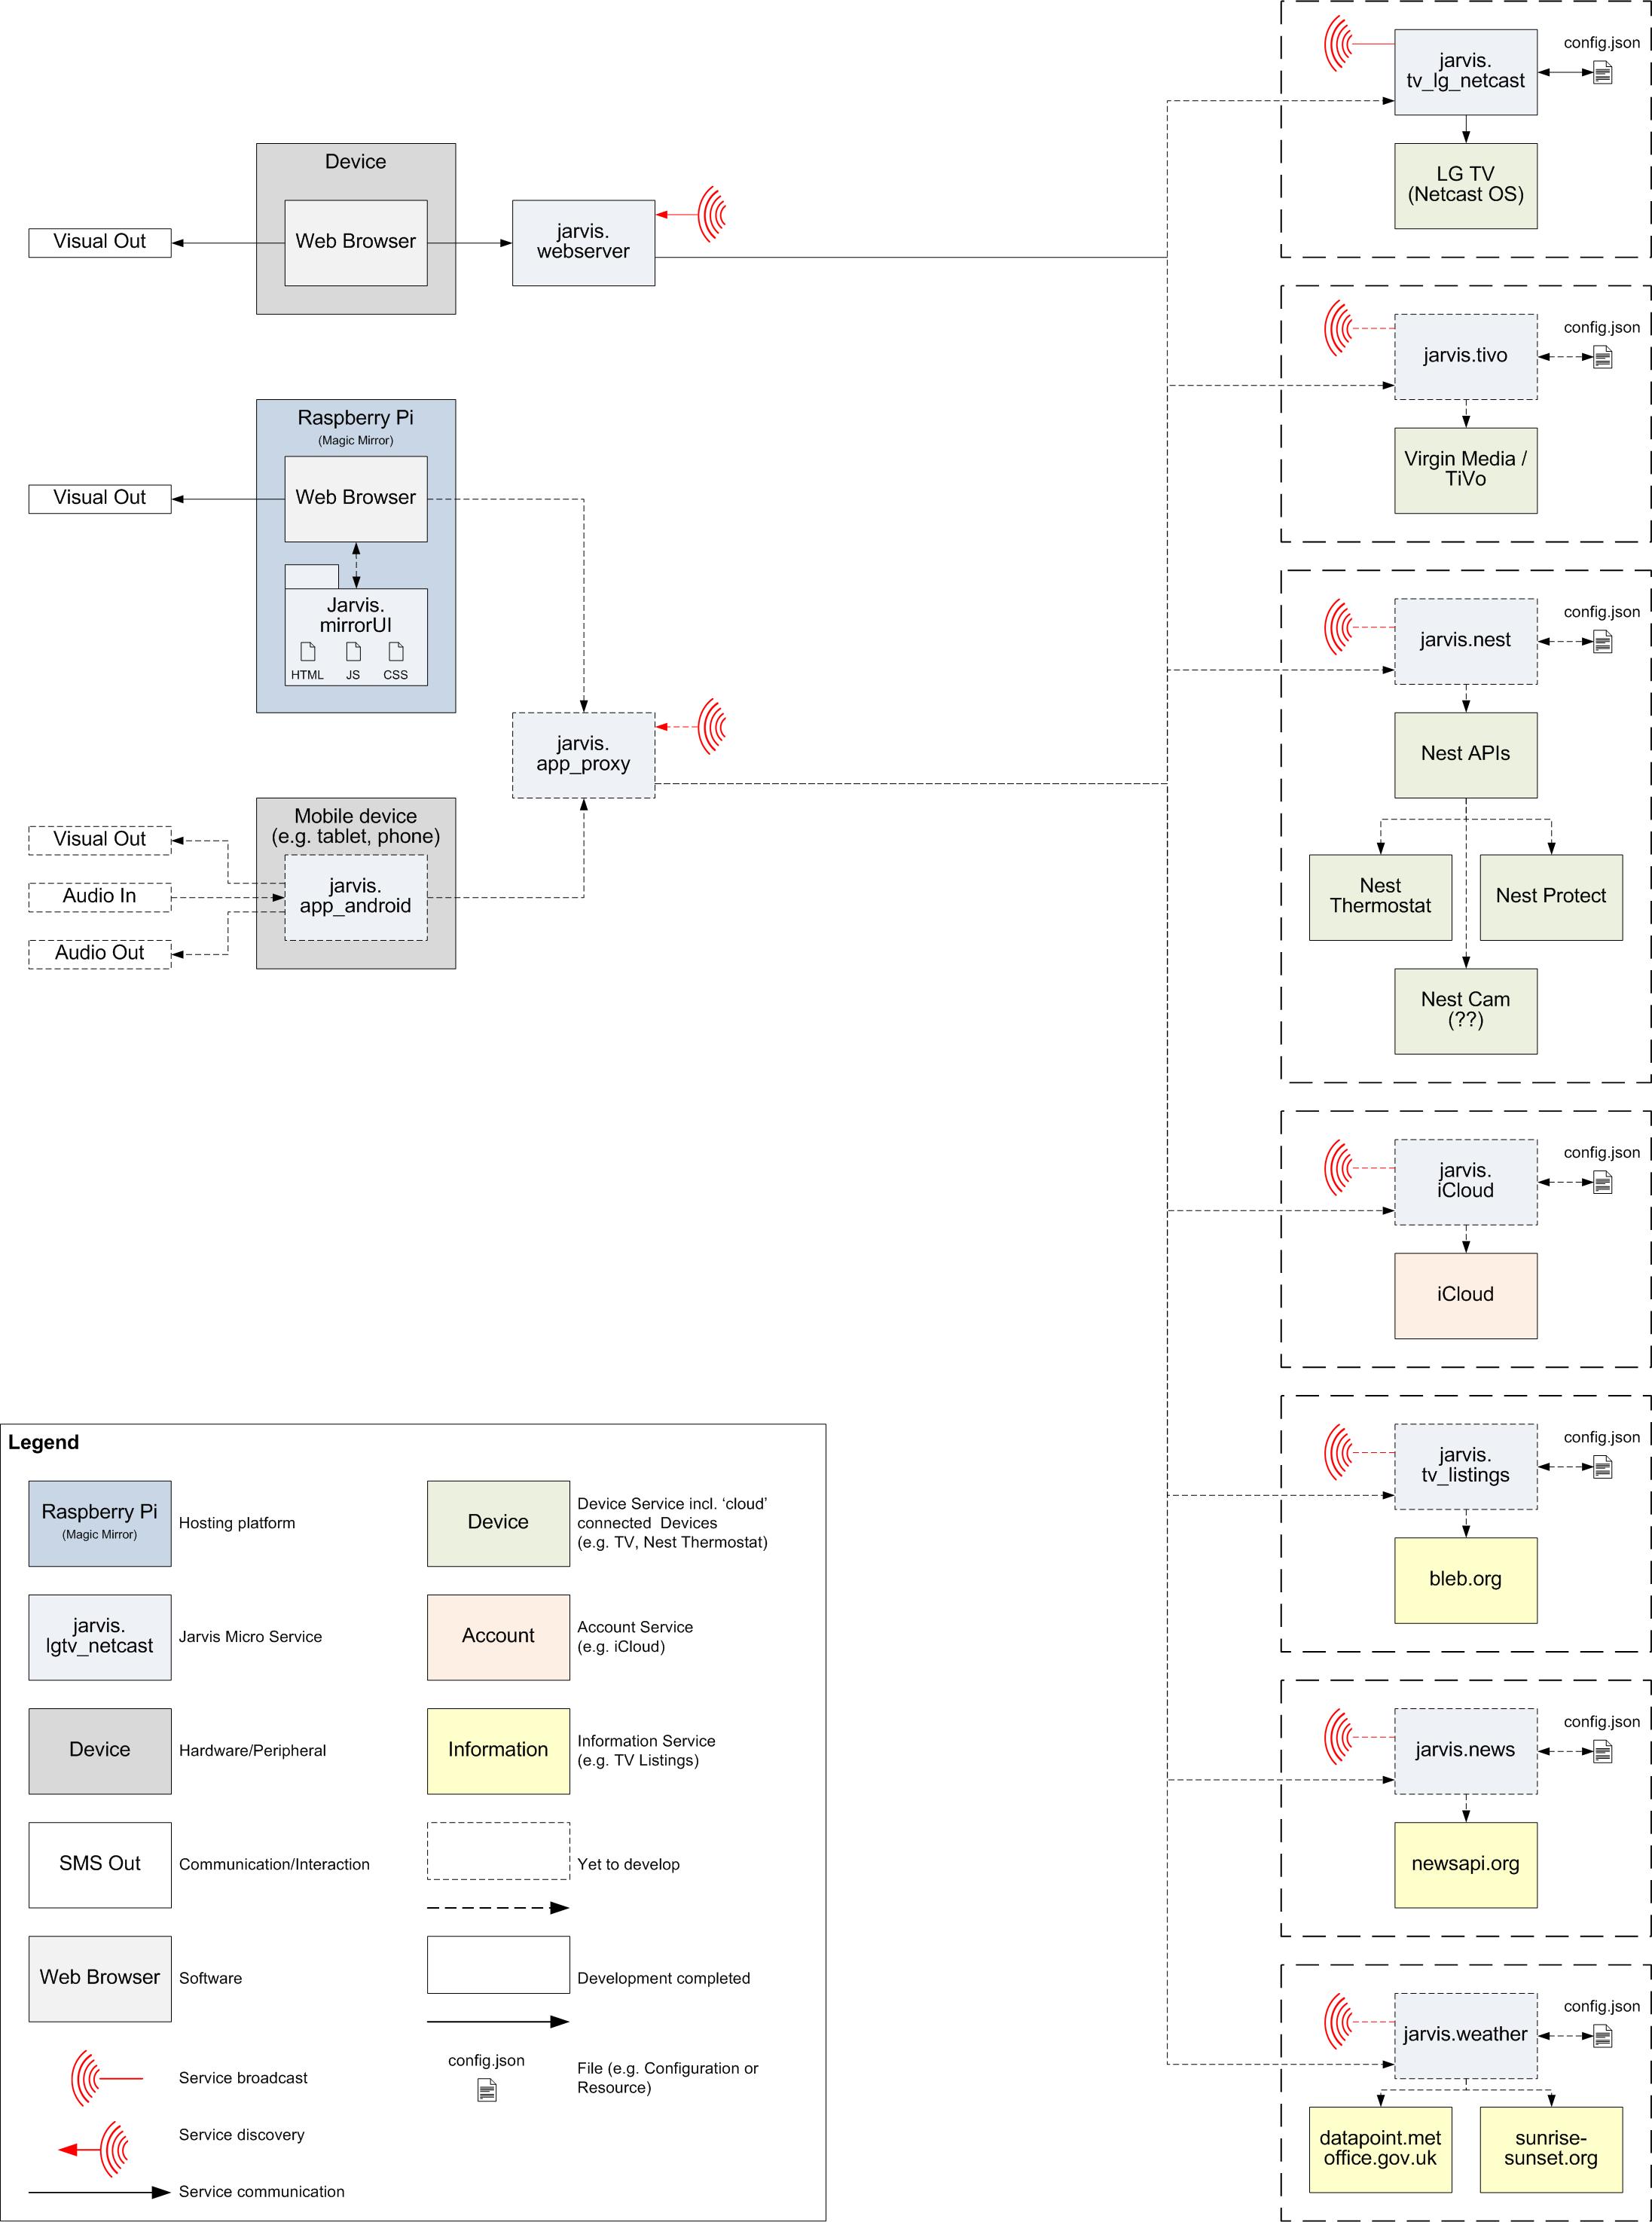 Device
Web Browser
Visual Out
jarvis.
webserver
Raspberry Pi
(Magic Mirror)
Web Browser
Visual Out
Jarvis.
mirrorUI
HTML
JS
CSS
jarvis.
app_proxy
Mobile device
(e.g. tablet, phone)
jarvis.
app_android
Visual Out
Audio In
Audio Out
jarvis.
tv_lg_netcast
config.json
LG TV
(Netcast OS)
jarvis.tivo
config.json
Virgin Media /
TiVo
jarvis.nest
config.json
Nest APIs
Nest
Thermostat
Nest Protect
Nest Cam
(??)
jarvis.
iCloud
config.json
iCloud
jarvis.
tv_listings
config.json
bleb.org
jarvis.news
config.json
newsapi.org
jarvis.weather
config.json
datapoint.met
office.gov.uk
sunrise-
sunset.org
Legend
Raspberry Pi
(Magic Mirror)
Hosting platform
jarvis.
lgtv_netcast
Jarvis Micro Service
Device
Hardware/Peripheral
SMS Out
Communication/Interaction
Web Browser
Software
Service broadcast
Service discovery
Service communication
Device
Device Service incl. ‘cloud’
connected  Devices
(e.g. TV, Nest Thermostat)
Account
Account Service
(e.g. iCloud)
Information
Information Service
(e.g. TV Listings)
Yet to develop
Development completed
config.json
File (e.g. Configuration or
Resource)